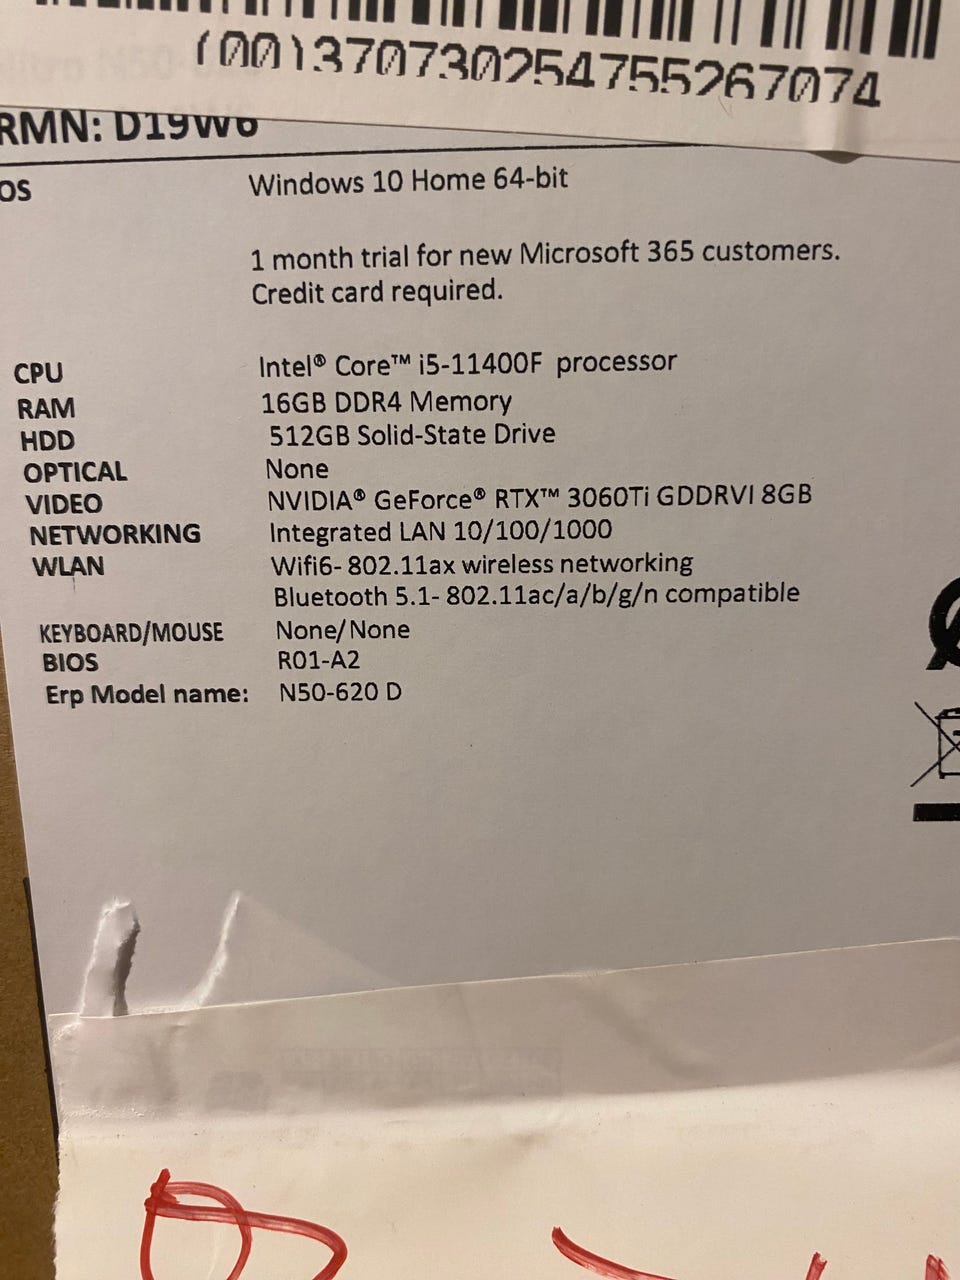 (00)370730254755267074
RMN: D19W6
OS Windows 10 Home 64-bit
1 month trial for new Microsoft 365 customers.
Credit card required.
CPU Intel® Core™ i5-11400F processor
RAM 16GB DDR4 Memory
HDD 512GB Solid-State Drive
OPTICAL None
VIDEO NVIDIA® GeForce® RTX™ 3060Ti GDDRVI 8GB
NETWORKING Integrated LAN 10/100/1000
WLAN Wifi6- 802.11ax wireless networking
Bluetooth 5.1- 802.11ac/a/b/g/n compatible
KEYBOARD/MOUSE None/None
BIOS R01-A2
Erp Model name: N50-620 D